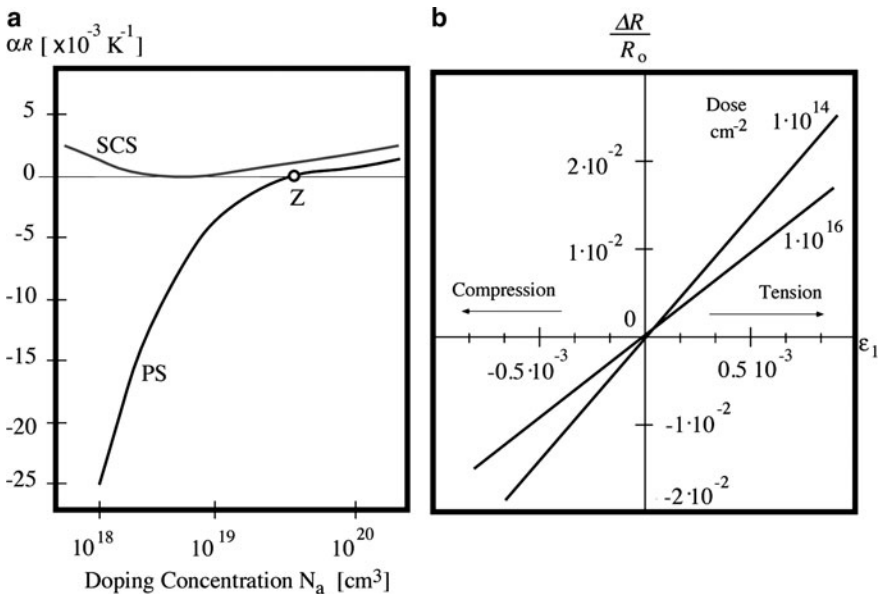 a
αR [ x10⁻³ K⁻¹]
5
SCS
0
Z
-5
-10
-15
PS
-20
-25
10¹⁸
10¹⁹
10²⁰
Doping Concentration Nₐ [cm³]
b
ΔR
Rₒ
Dose
cm⁻²
1·10¹⁴
2·10⁻²
1·10¹⁶
1·10⁻²
Compression
Tension
0
ε₁
-0.5·10⁻³
0.5 10⁻³
-1·10⁻²
-2·10⁻²